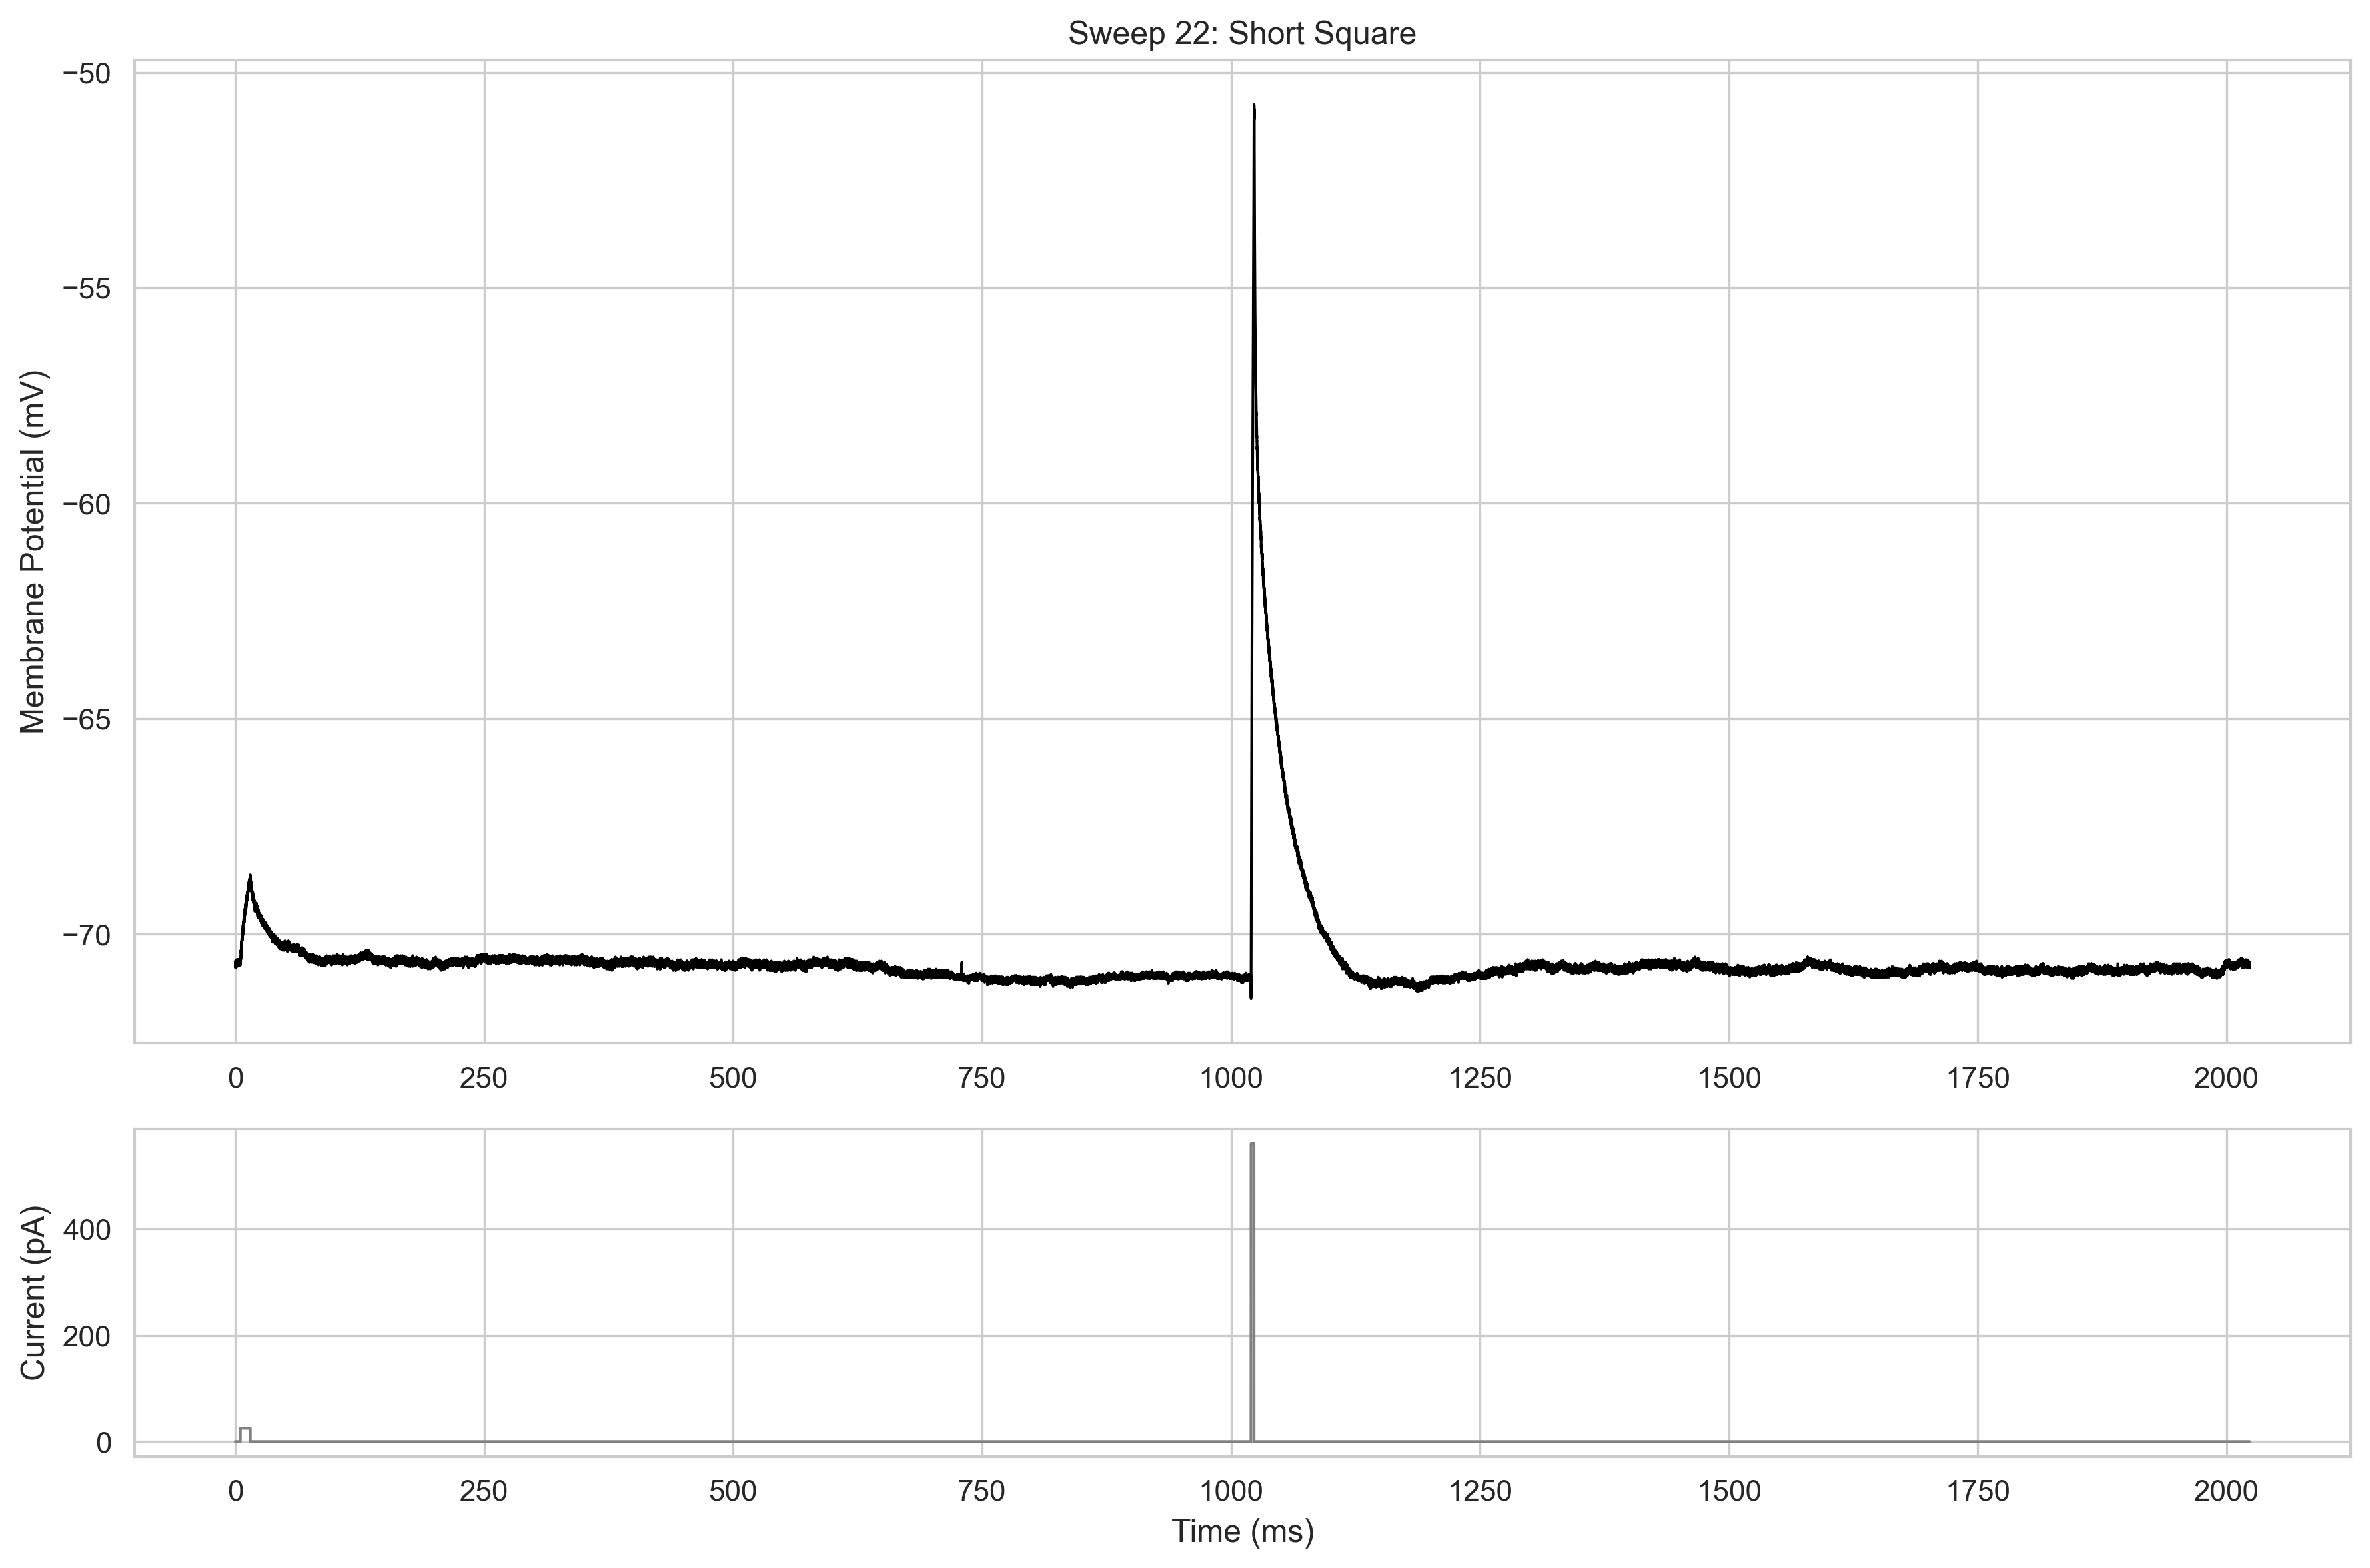 Sweep 22: Short Square
Membrane Potential (mV)
−50
−55
−60
−65
−70
0 250 500 750 1000 1250 1500 1750 2000
Current (pA)
400
200
0
0 250 500 750 1000 1250 1500 1750 2000
Time (ms)